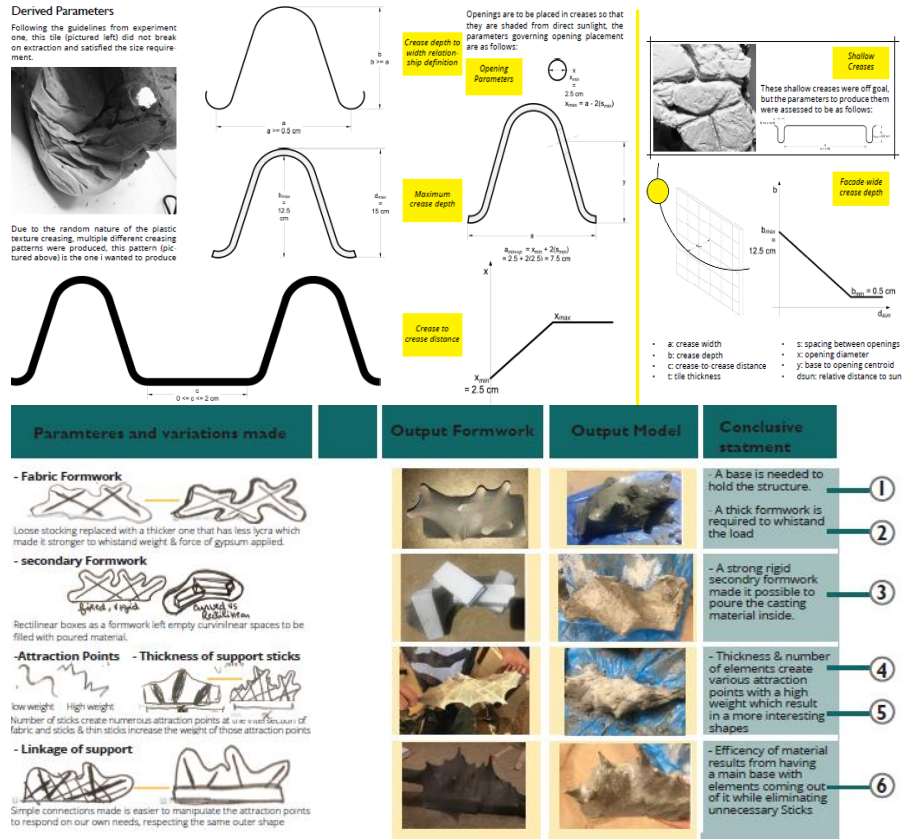 Derived Parameters
Following the guidelines from experiment
one, this tile (pictured left) did not break
on extraction and satisfied the size require-
ment.
Due to the random nature of the plastic
texture creasing, multiple different creasing
patterns were produced, this pattern (pic-
tured above) is the one i wanted to produce
b
b >= a
a
a >= 0.5 cm
Crease depth to
width relation-
ship definition
bmax
=
12.5
cm
dmax
=
15 cm
Maximum
crease depth
c
0 <= c <= 2 cm
Crease to
crease distance
Openings are to be placed in creases so that
they are shaded from direct sunlight, the
parameters governing opening placement
are as follows:
Opening
Parameters
x
xmin
=
2.5 cm
xmin = a - 2(smin)
y
a
= xmin + 2(smin)
= 2.5 + 2(2.5) = 7.5 cm
x
xmax
xmin
= 2.5 cm
Shallow
Creases
These shallow creases were off goal,
but the parameters to produce them
were assessed to be as follows:
Facade-wide
crease depth
b
bmax
=
12.5 cm
bmin = 0.5 cm
dsun
• a: crease width
• b: crease depth
• c: crease-to-crease distance
• t: tile thickness
• s: spacing between openings
• x: opening diameter
• y: base to opening centroid
• dsun: relative distance to sun
Paramteres and variations made
Output Formwork
Output Model
Conclusive
statment
- Fabric Formwork
Loose stocking replaced with a thicker one that has less lycra which
made it stronger to whistand weight & force of gypsum applied.
- secondary Formwork
fixed, rigid
curved vs
Rectilinear
Rectilinear boxes as a formwork left empty curvinilnear spaces to be
filled with poured material.
-Attraction Points
- Thickness of support sticks
low weight
High weight
Number of sticks create numerous attraction points at the intersection of
fabric and sticks & thin sticks increase the weight of those attraction points
- Linkage of support
Simple connections made is easier to manipulate the attraction points
to respond on our own needs, respecting the same outer shape
- A base is needed to
hold the structure.
- A thick formwork is
required to whistand
the load
- A strong rigid
secondry formwork
made it possible to
poure the casting
material inside.
- Thickness & number
of elements create
various attraction
points with a high
weight which result
in a more interesting
shapes
- Efficency of material
results from having
a main base with
elements coming out
of it while eliminating
unnecessary Sticks
1
2
3
4
5
6